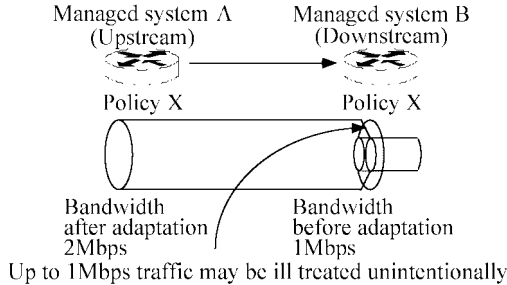 Managed system A Managed system B
(Upstream) (Downstream)
Policy X Policy X
Bandwidth Bandwidth
after adaptation before adaptation
2Mbps 1Mbps
Up to 1Mbps traffic may be ill treated unintentionally